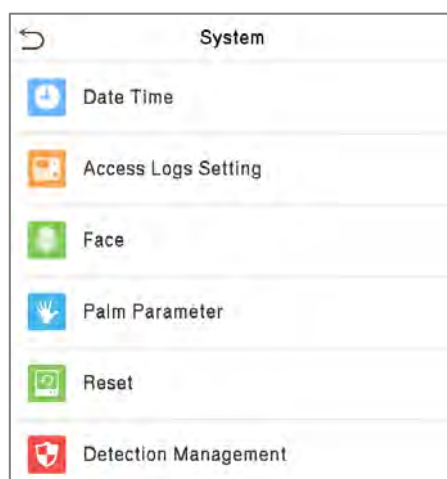 System
Date Time
Access Logs Setting
Face
Palm Parameter
Reset
Detection Management